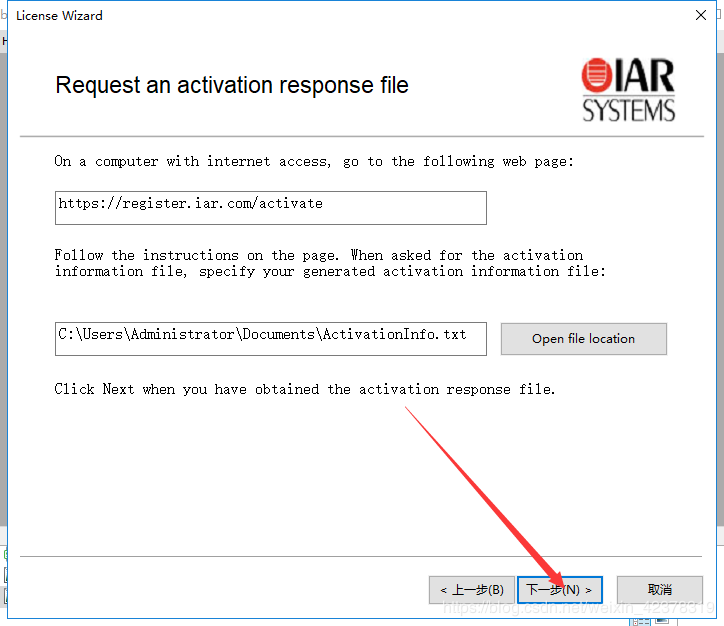 License Wizard
Request an activation response file
IAR
SYSTEMS
On a computer with internet access, go to the following web page:
https://register.iar.com/activate
Follow the instructions on the page. When asked for the activation
information file, specify your generated activation information file:
C:\Users\Administrator\Documents\ActivationInfo.txt
Open file location
Click Next when you have obtained the activation response file.
< 上一步(B)
下一步(N) >
取消
https://blog.csdn.net/weixin_42378319